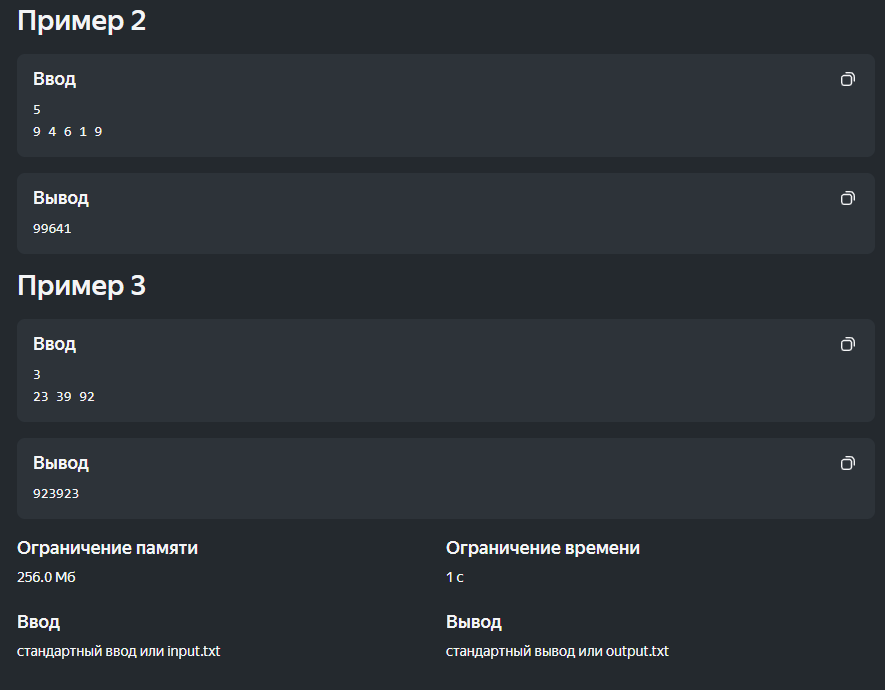 Пример 2
Ввод
5
9 4 6 1 9
Вывод
99641
Пример 3
Ввод
3
23 39 92
Вывод
923923
Ограничение памяти
256.0 Мб
Ограничение времени
1 с
Ввод
стандартный ввод или input.txt
Вывод
стандартный вывод или output.txt